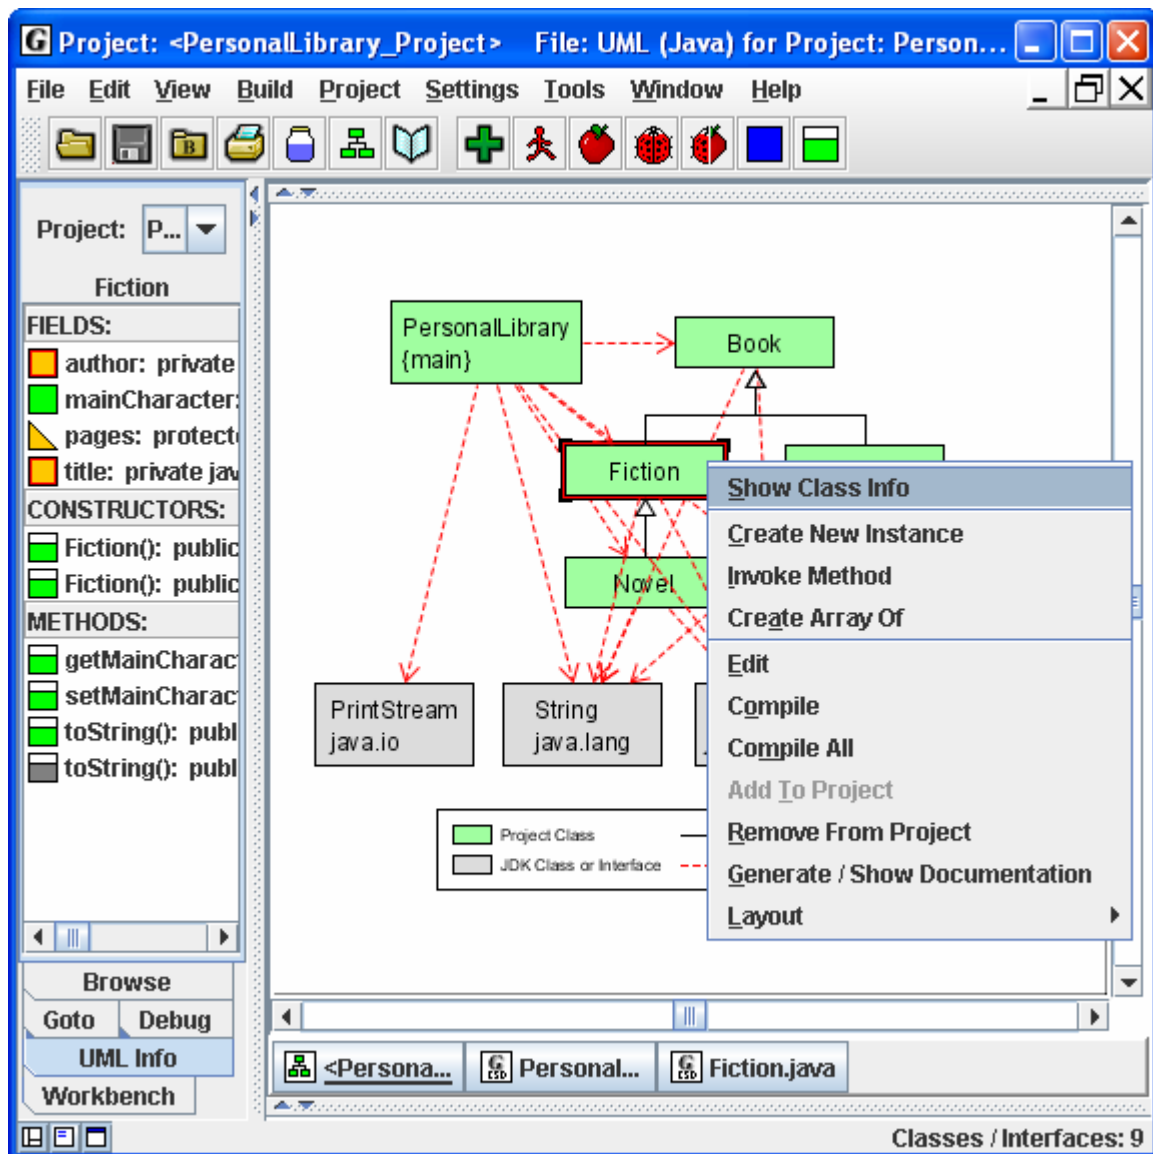 Project: <PersonalLibrary_Project> File: UML (Java) for Project: Person...
File Edit View Build Project Settings Tools Window Help
B
Project: P...
Fiction
FIELDS:
author: private
mainCharacter:
pages: protect
title: private jav
CONSTRUCTORS:
Fiction(): public
Fiction(): public
METHODS:
getMainCharac
setMainCharac
toString(): publ
toString(): publ
Browse
Goto Debug
UML Info
Workbench
PersonalLibrary
{main}
Book
Fiction
Novel
PrintStream
java.io
String
java.lang
Project Class
JDK Class or Interface
Show Class Info
Create New Instance
Invoke Method
Create Array Of
Edit
Compile
Compile All
Add To Project
Remove From Project
Generate / Show Documentation
Layout
<Persona... Personal... Fiction.java
Classes / Interfaces: 9